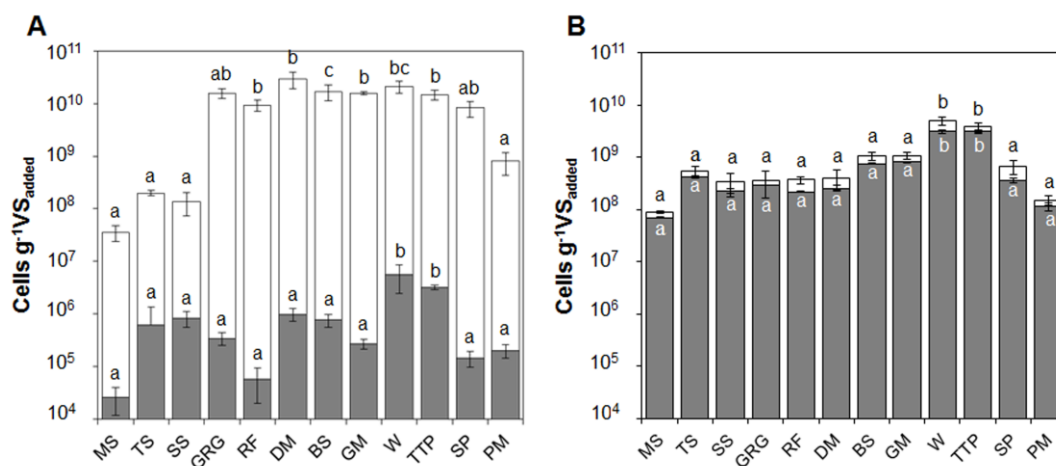 A
B
10¹¹
10¹⁰
10⁹
10⁸
10⁷
10⁶
10⁵
10⁴
Cells g⁻¹VSadded
a a a ab b b c b bc b ab a
a a a a a a a a b b a a
MS TS SS GRG RF DM BS GM W TTP SP PM
10¹¹
10¹⁰
10⁹
10⁸
10⁷
10⁶
10⁵
10⁴
Cells g⁻¹VSadded
a a a a a a a a b b a a
a a a a a a a a b b a a
MS TS SS GRG RF DM BS GM W TTP SP PM